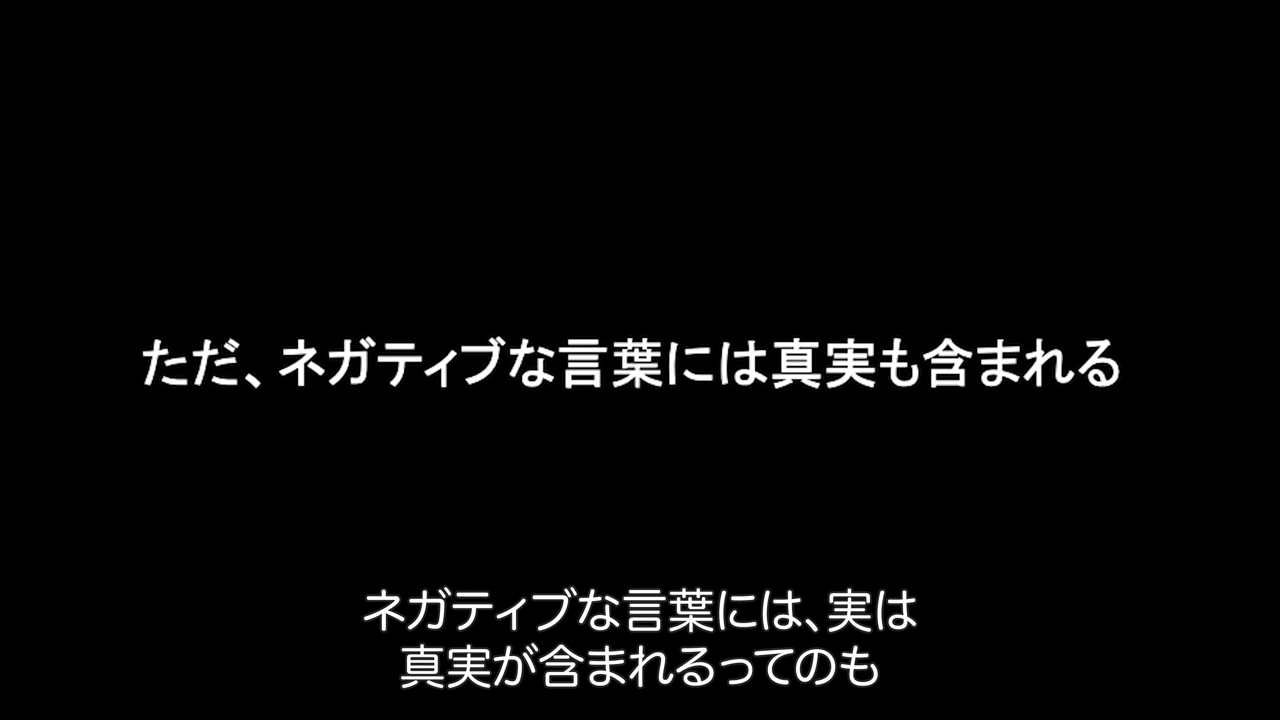 ただ、ネガティブな言葉には真実も含まれる
ネガティブな言葉には、実は
真実が含まれるってのも